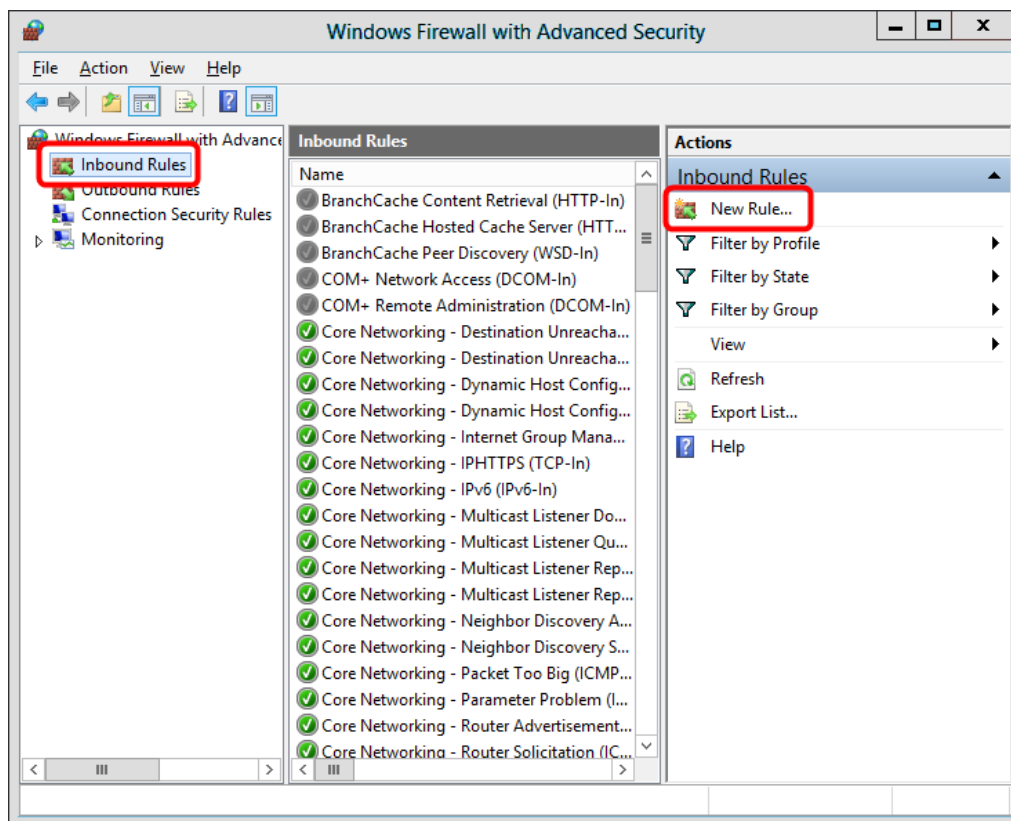 Windows Firewall with Advanced Security
File Action View Help
Windows Firewall with Advance
Inbound Rules
Outbound Rules
Connection Security Rules
Monitoring
Inbound Rules
Name
BranchCache Content Retrieval (HTTP-In)
BranchCache Hosted Cache Server (HTT...
BranchCache Peer Discovery (WSD-In)
COM+ Network Access (DCOM-In)
COM+ Remote Administration (DCOM-In)
Core Networking - Destination Unreacha...
Core Networking - Destination Unreacha...
Core Networking - Dynamic Host Config...
Core Networking - Dynamic Host Config...
Core Networking - Internet Group Mana...
Core Networking - IPHTTPS (TCP-In)
Core Networking - IPv6 (IPv6-In)
Core Networking - Multicast Listener Do...
Core Networking - Multicast Listener Qu...
Core Networking - Multicast Listener Rep...
Core Networking - Multicast Listener Rep...
Core Networking - Neighbor Discovery A...
Core Networking - Neighbor Discovery S...
Core Networking - Packet Too Big (ICMP...
Core Networking - Parameter Problem (I...
Core Networking - Router Advertisement...
Core Networking - Router Solicitation (IC...
Actions
Inbound Rules
New Rule...
Filter by Profile
Filter by State
Filter by Group
View
Refresh
Export List...
Help